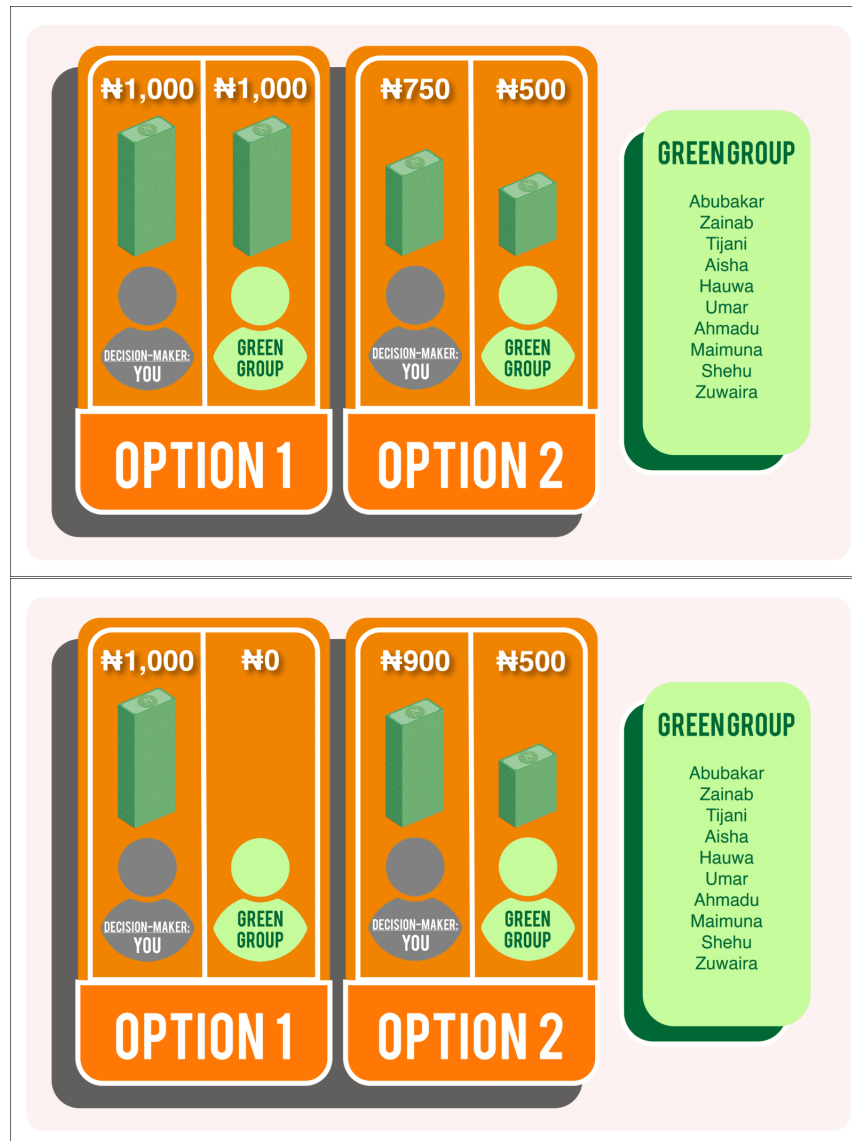 ₦1,000 ₦1,000 ₦750 ₦500
GREEN GROUP
Abubakar
Zainab
Tijani
Aisha
Hauwa
Umar
Ahmadu
Maimuna
Shehu
Zuwaira
DECISION-MAKER:
YOU
GREEN
GROUP
DECISION-MAKER:
YOU
GREEN
GROUP
OPTION 1 OPTION 2
₦1,000 ₦0 ₦900 ₦500
GREEN GROUP
Abubakar
Zainab
Tijani
Aisha
Hauwa
Umar
Ahmadu
Maimuna
Shehu
Zuwaira
DECISION-MAKER:
YOU
GREEN
GROUP
DECISION-MAKER:
YOU
GREEN
GROUP
OPTION 1 OPTION 2